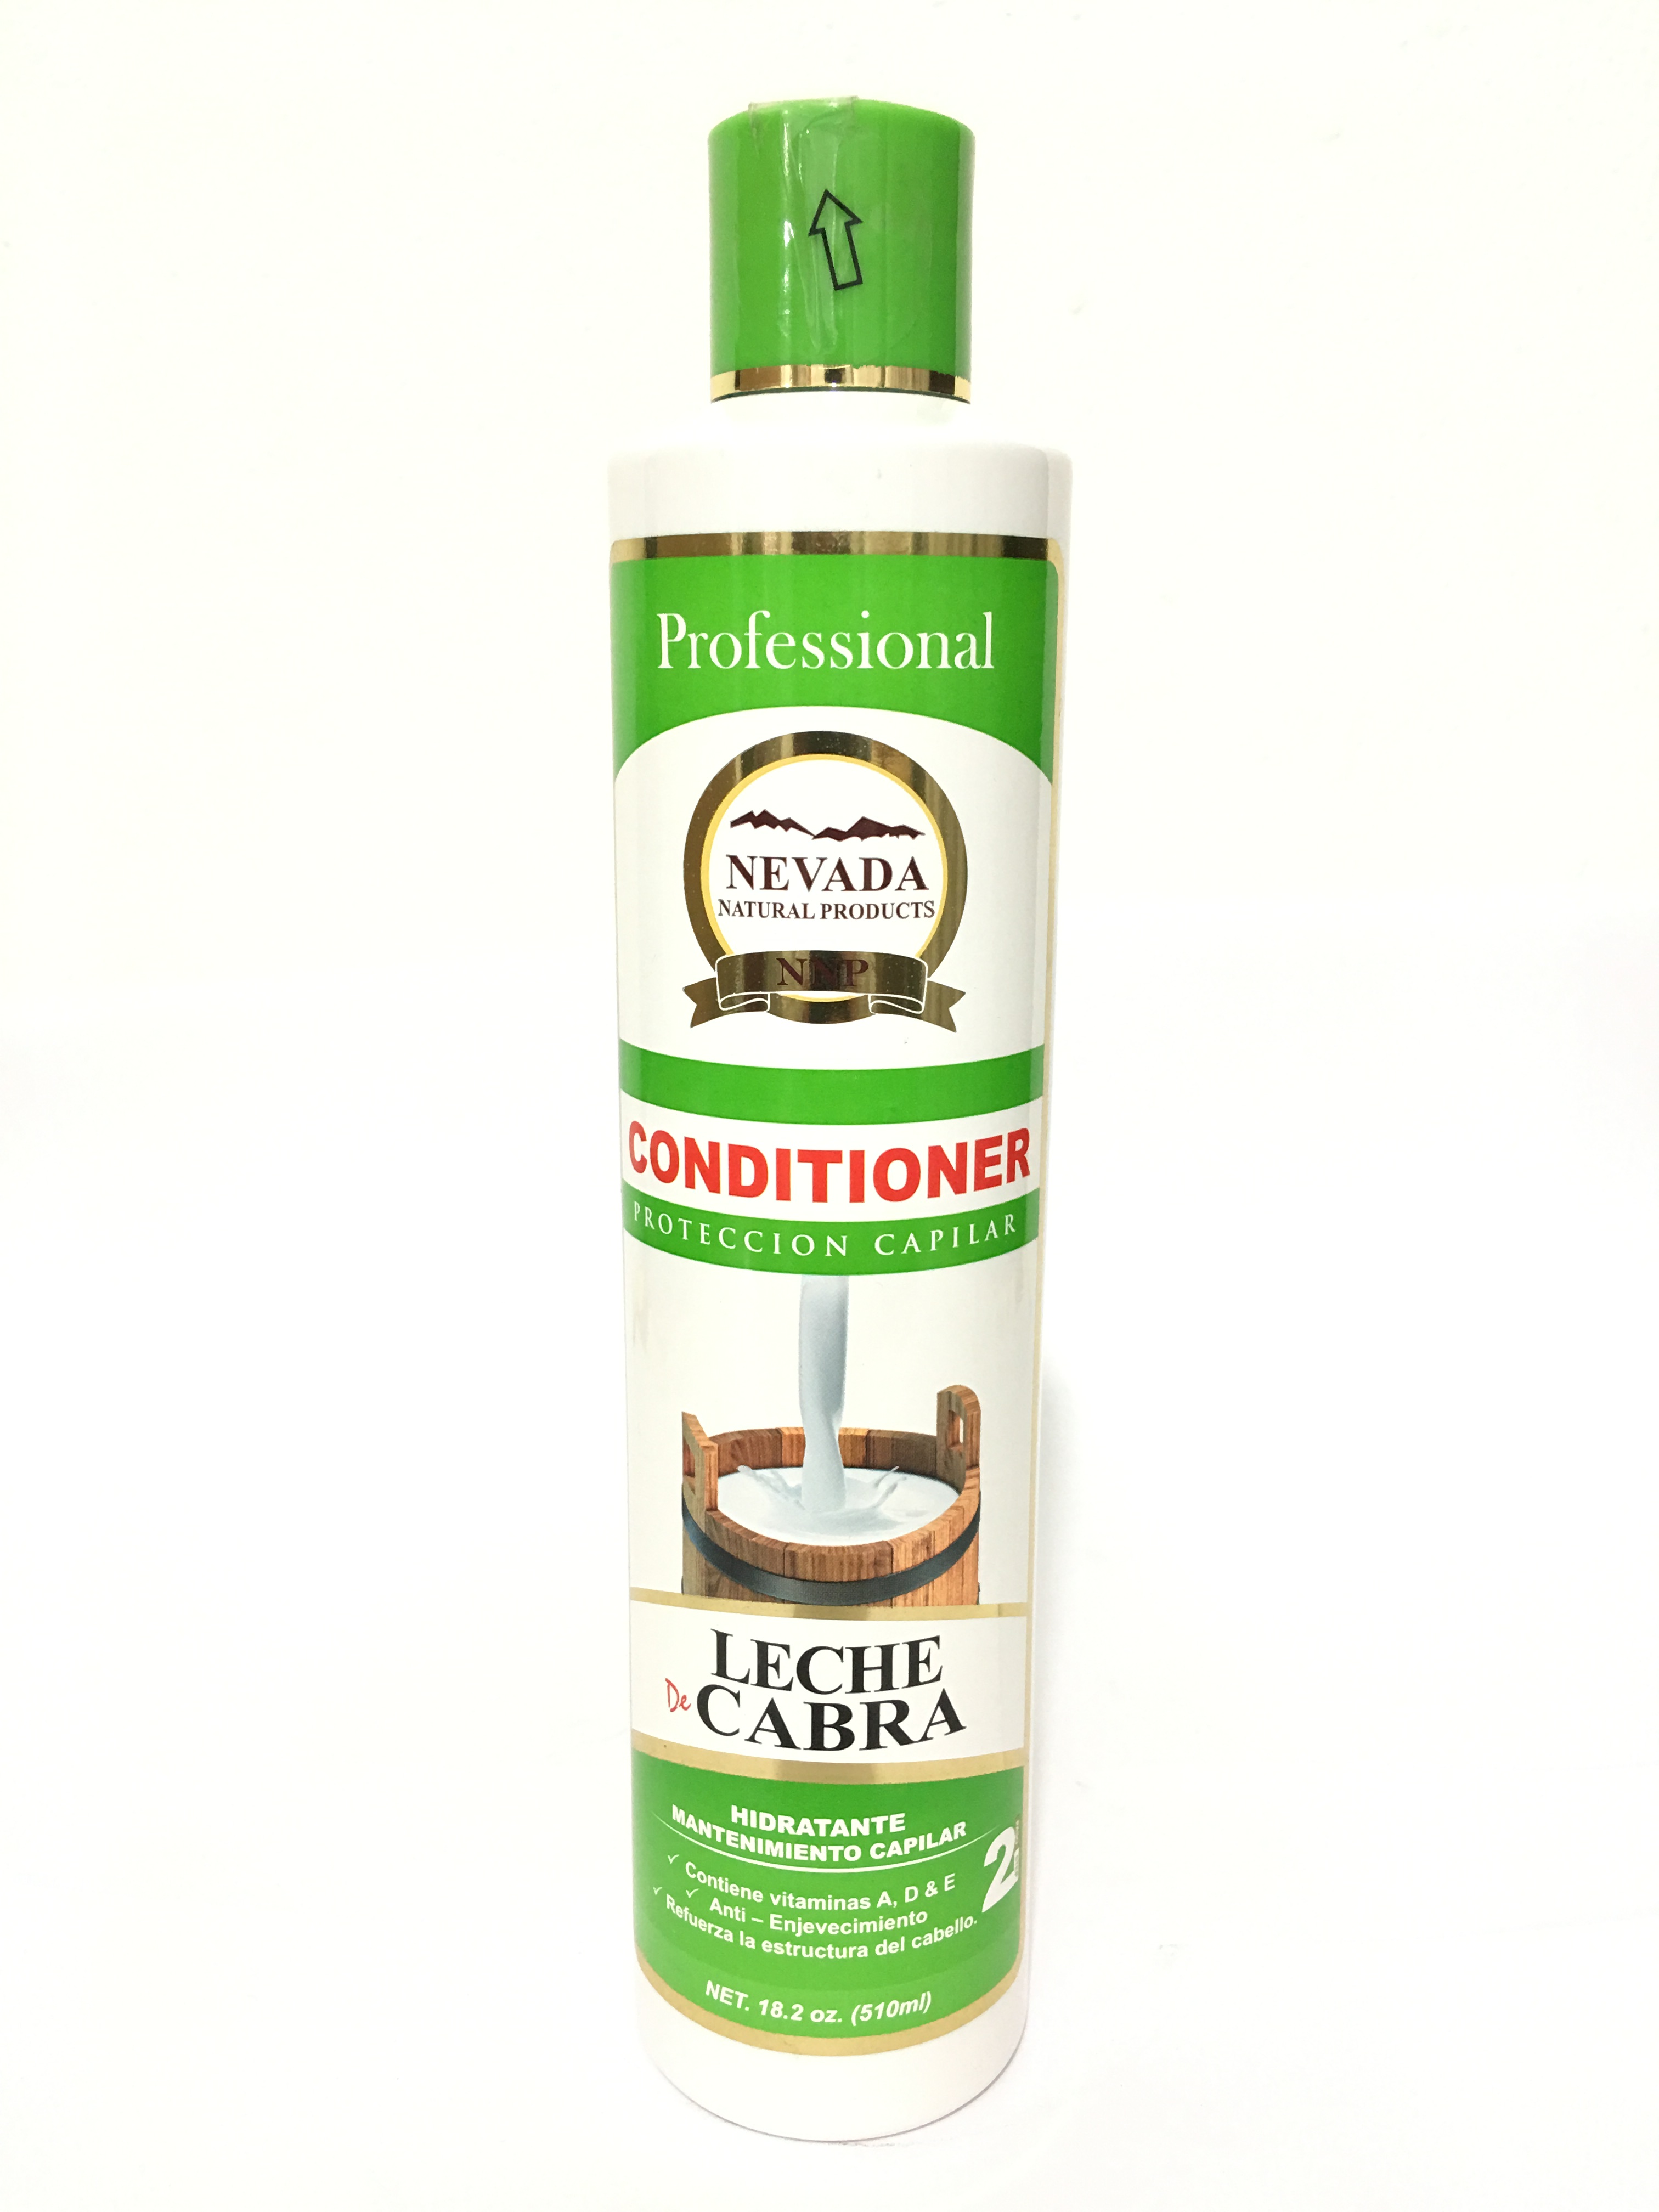 Professional
NEVADA
NATURAL PRODUCTS
NNP
CONDITIONER
PROTECCION CAPILAR
LECHE
De CABRA
HIDRATANTE
MANTENIMIENTO CAPILAR
Contiene vitaminas A, D & E
Anti – Enjevecimiento
Refuerza la estructura del cabello.
2
NET. 18.2 oz. (510ml)